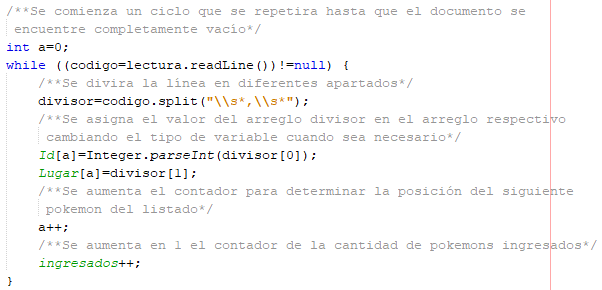 /**Se comienza un ciclo que se repetira hasta que el documento se
encuentre completamente vacío*/
int a=0;
while ((codigo=lectura.readLine())!=null) {
/**Se divira la línea en diferentes apartados*/
divisor=codigo.split("\\s*,\\s*");
/**Se asigna el valor del arreglo divisor en el arreglo respectivo
cambiando el tipo de variable cuando sea necesario*/
Id[a]=Integer.parseInt(divisor[0]);
Lugar[a]=divisor[1];
/**Se aumenta el contador para determinar la posición del siguiente
pokemon del listado*/
a++;
/**Se aumenta en 1 el contador de la cantidad de pokemons ingresados*/
ingresados++;
}